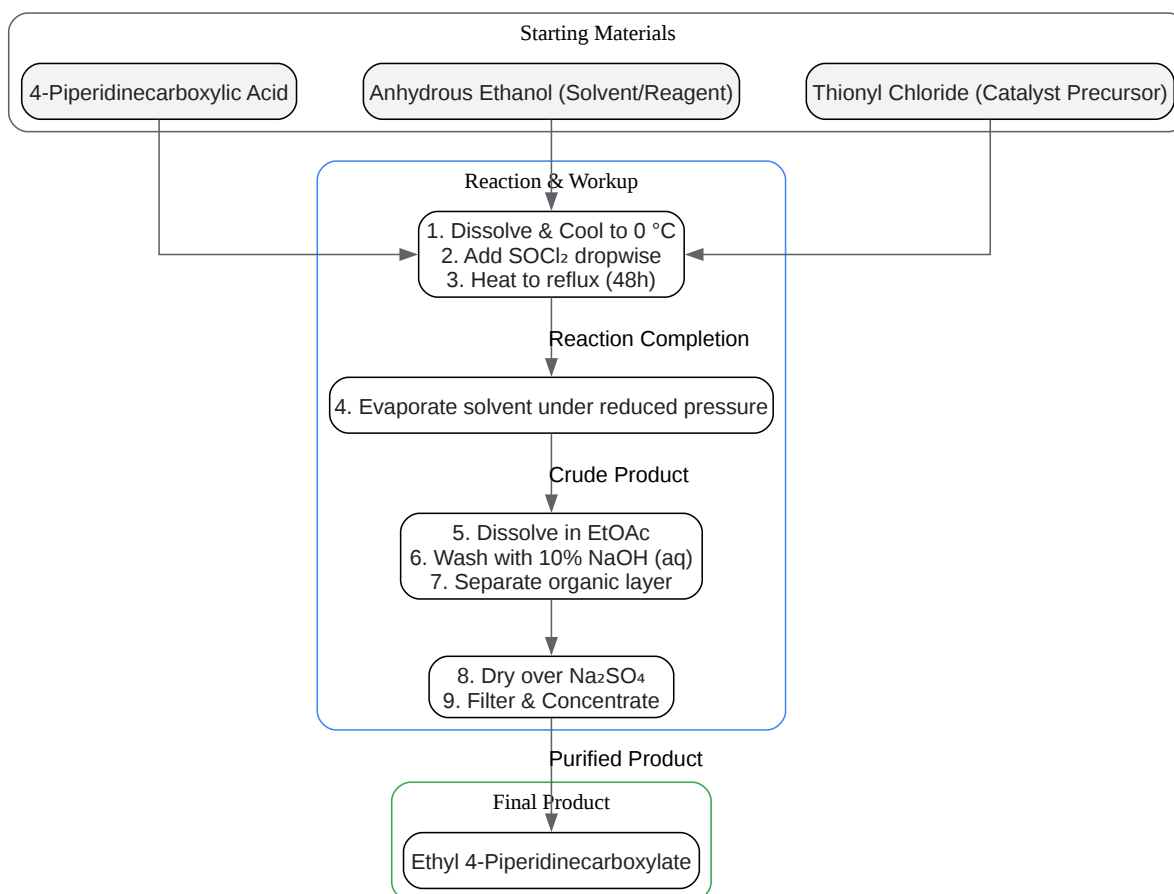 Starting Materials
4-Piperidinecarboxylic Acid
Anhydrous Ethanol (Solvent/Reagent)
Thionyl Chloride (Catalyst Precursor)
Reaction & Workup
1. Dissolve & Cool to 0 °C
2. Add SOCl₂ dropwise
3. Heat to reflux (48h)
Reaction Completion
4. Evaporate solvent under reduced pressure
Crude Product
5. Dissolve in EtOAc
6. Wash with 10% NaOH (aq)
7. Separate organic layer
8. Dry over Na₂SO₄
9. Filter & Concentrate
Purified Product
Final Product
Ethyl 4-Piperidinecarboxylate